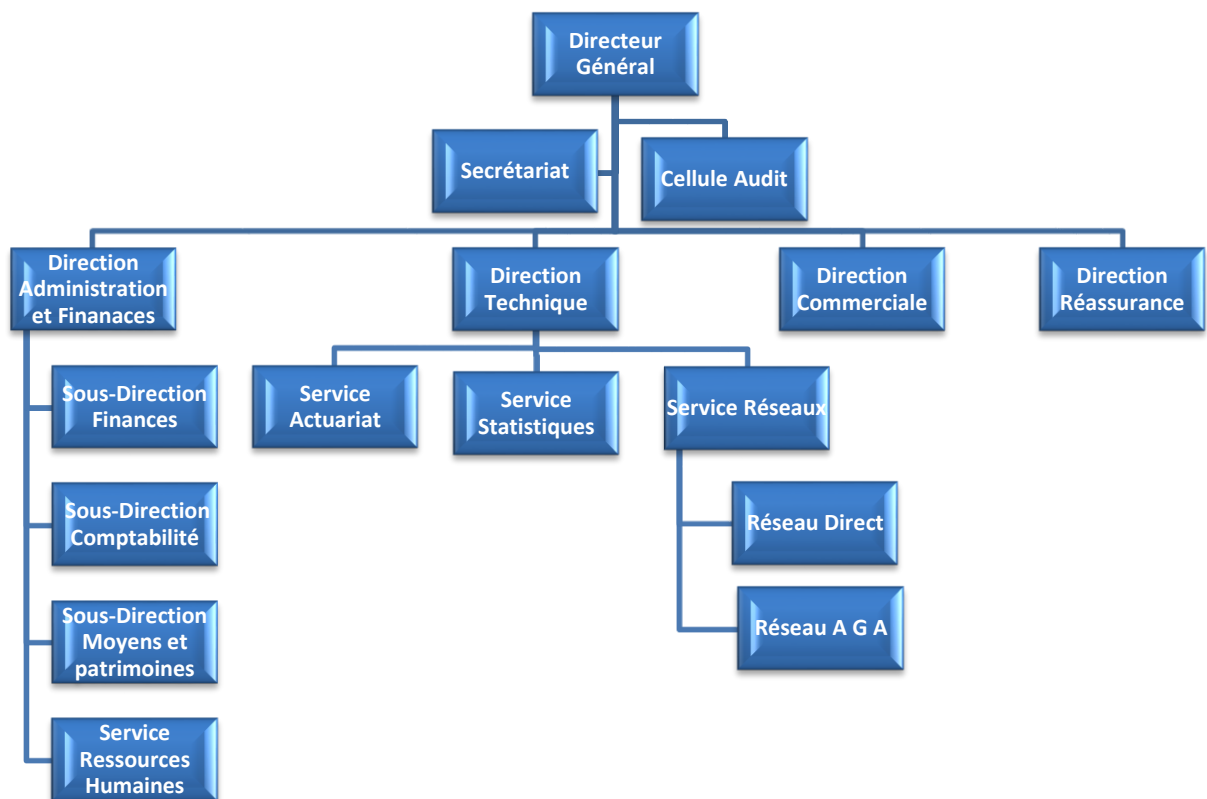 Directeur
Général
Secrétariat
Cellule Audit
Direction
Administration
et Finanaces
Direction
Technique
Direction
Commerciale
Direction
Réassurance
Sous-Direction
Finances
Service
Actuariat
Service
Statistiques
Service Réseaux
Sous-Direction
Comptabilité
Réseau Direct
Sous-Direction
Moyens et
patrimoines
Réseau A G A
Service
Ressources
Humaines